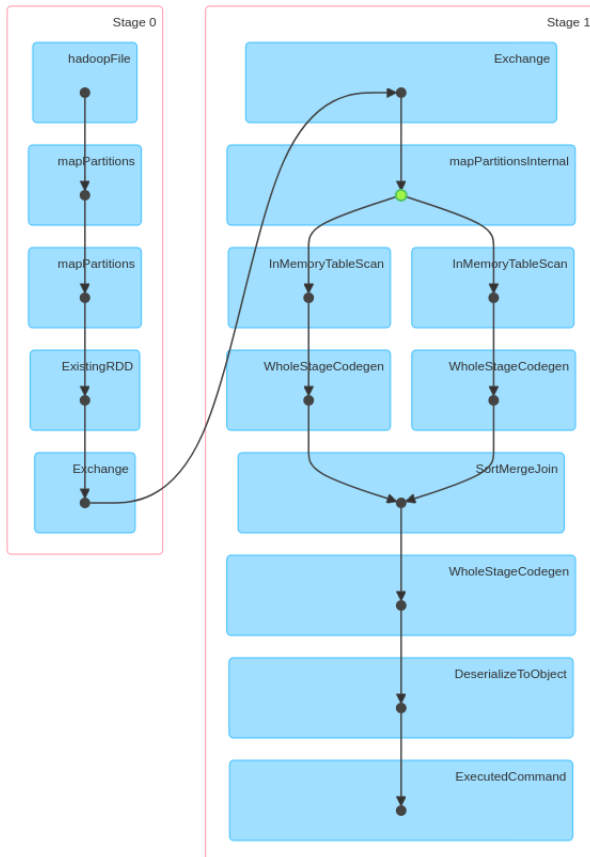 Stage 0
hadoopFile
mapPartitions
mapPartitions
ExistingRDD
Exchange
Stage 1
Exchange
mapPartitionsInternal
InMemoryTableScan
InMemoryTableScan
WholeStageCodegen
WholeStageCodegen
SortMergeJoin
WholeStageCodegen
DeserializeToObject
ExecutedCommand